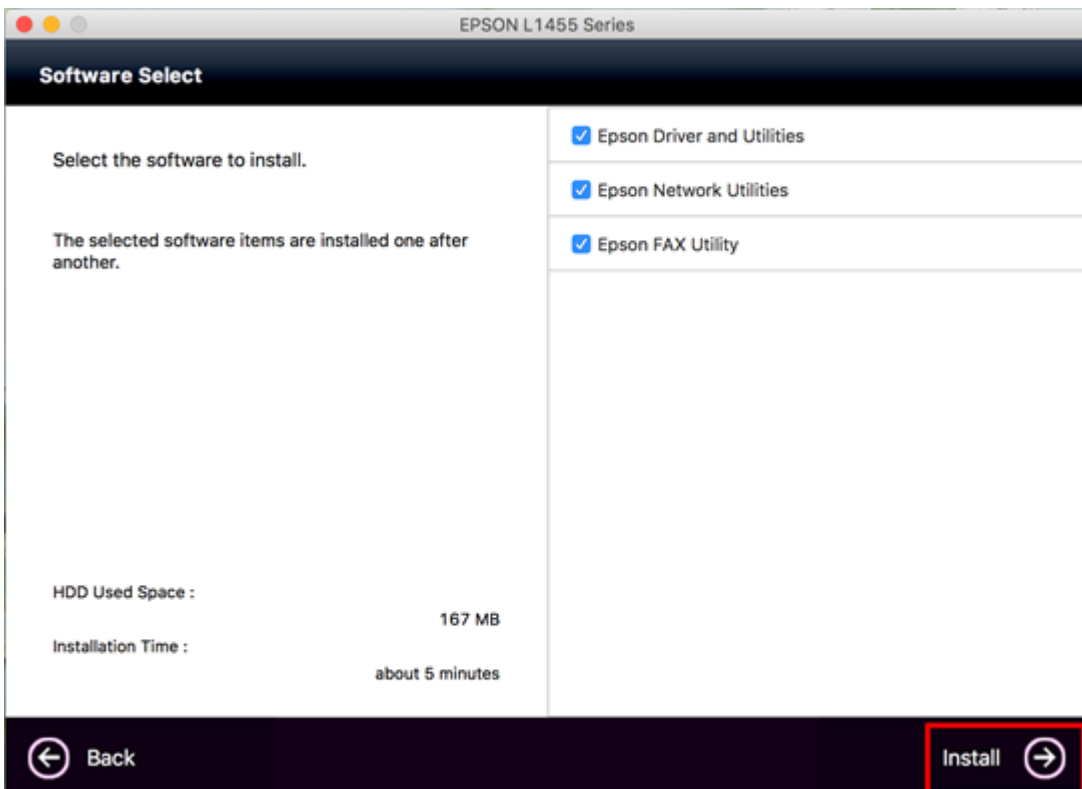 EPSON L1455 Series
Software Select
Select the software to install.
The selected software items are installed one after
another.
HDD Used Space :
167 MB
Installation Time :
about 5 minutes
Epson Driver and Utilities
Epson Network Utilities
Epson FAX Utility
Back
Install